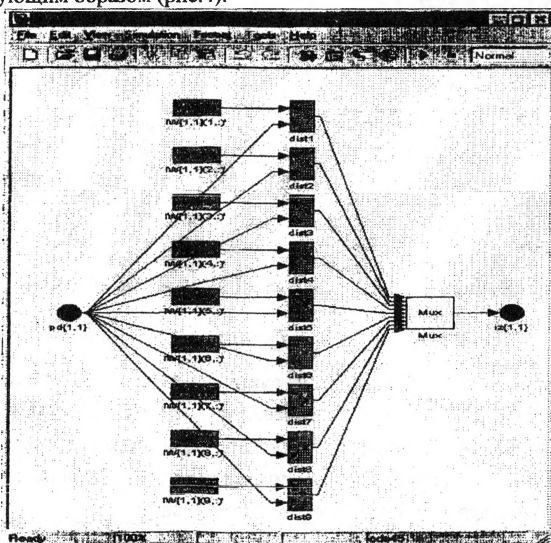 ующим образом (рис.4).
File Edit View Simulation Format Tools Help
Normal
IW{1,1}(1,:)'
dist1
IW{1,1}(2,:)'
dist2
IW{1,1}(3,:)'
dist3
IW{1,1}(4,:)'
dist4
pd{1,1}
IW{1,1}(5,:)'
dist5
Mux
Mux
iz{1,1}
IW{1,1}(6,:)'
dist6
IW{1,1}(7,:)'
dist7
IW{1,1}(8,:)'
dist8
IW{1,1}(9,:)'
dist9
Ready 100% ode45